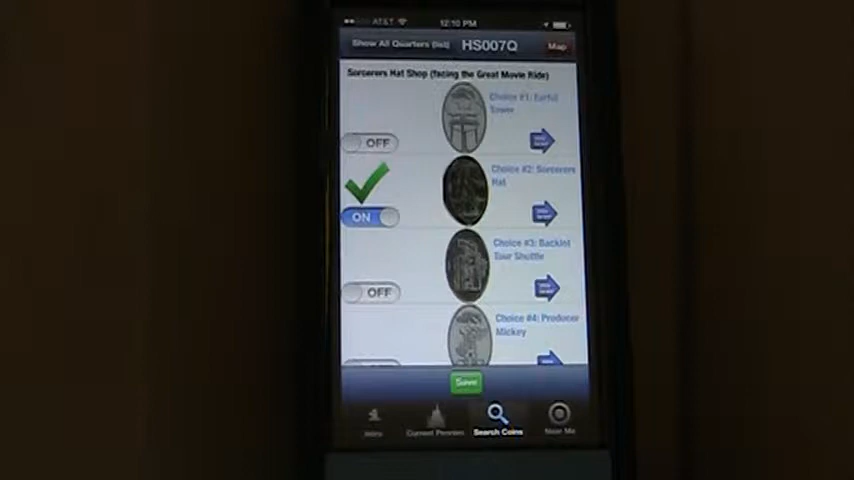 AT&T 12:10 PM
Show All Quarters (list) HS007Q Map
Sorcerers Hat Shop (facing the Great Movie Ride)
Choice #1: Earful
Tower
OFF
Choice #2: Sorcerers
Hat
ON
Choice #3: Backlot
Tour Shuttle
OFF
Choice #4: Producer
Mickey
Save
Intro Current Pennies Search Coins Near Me